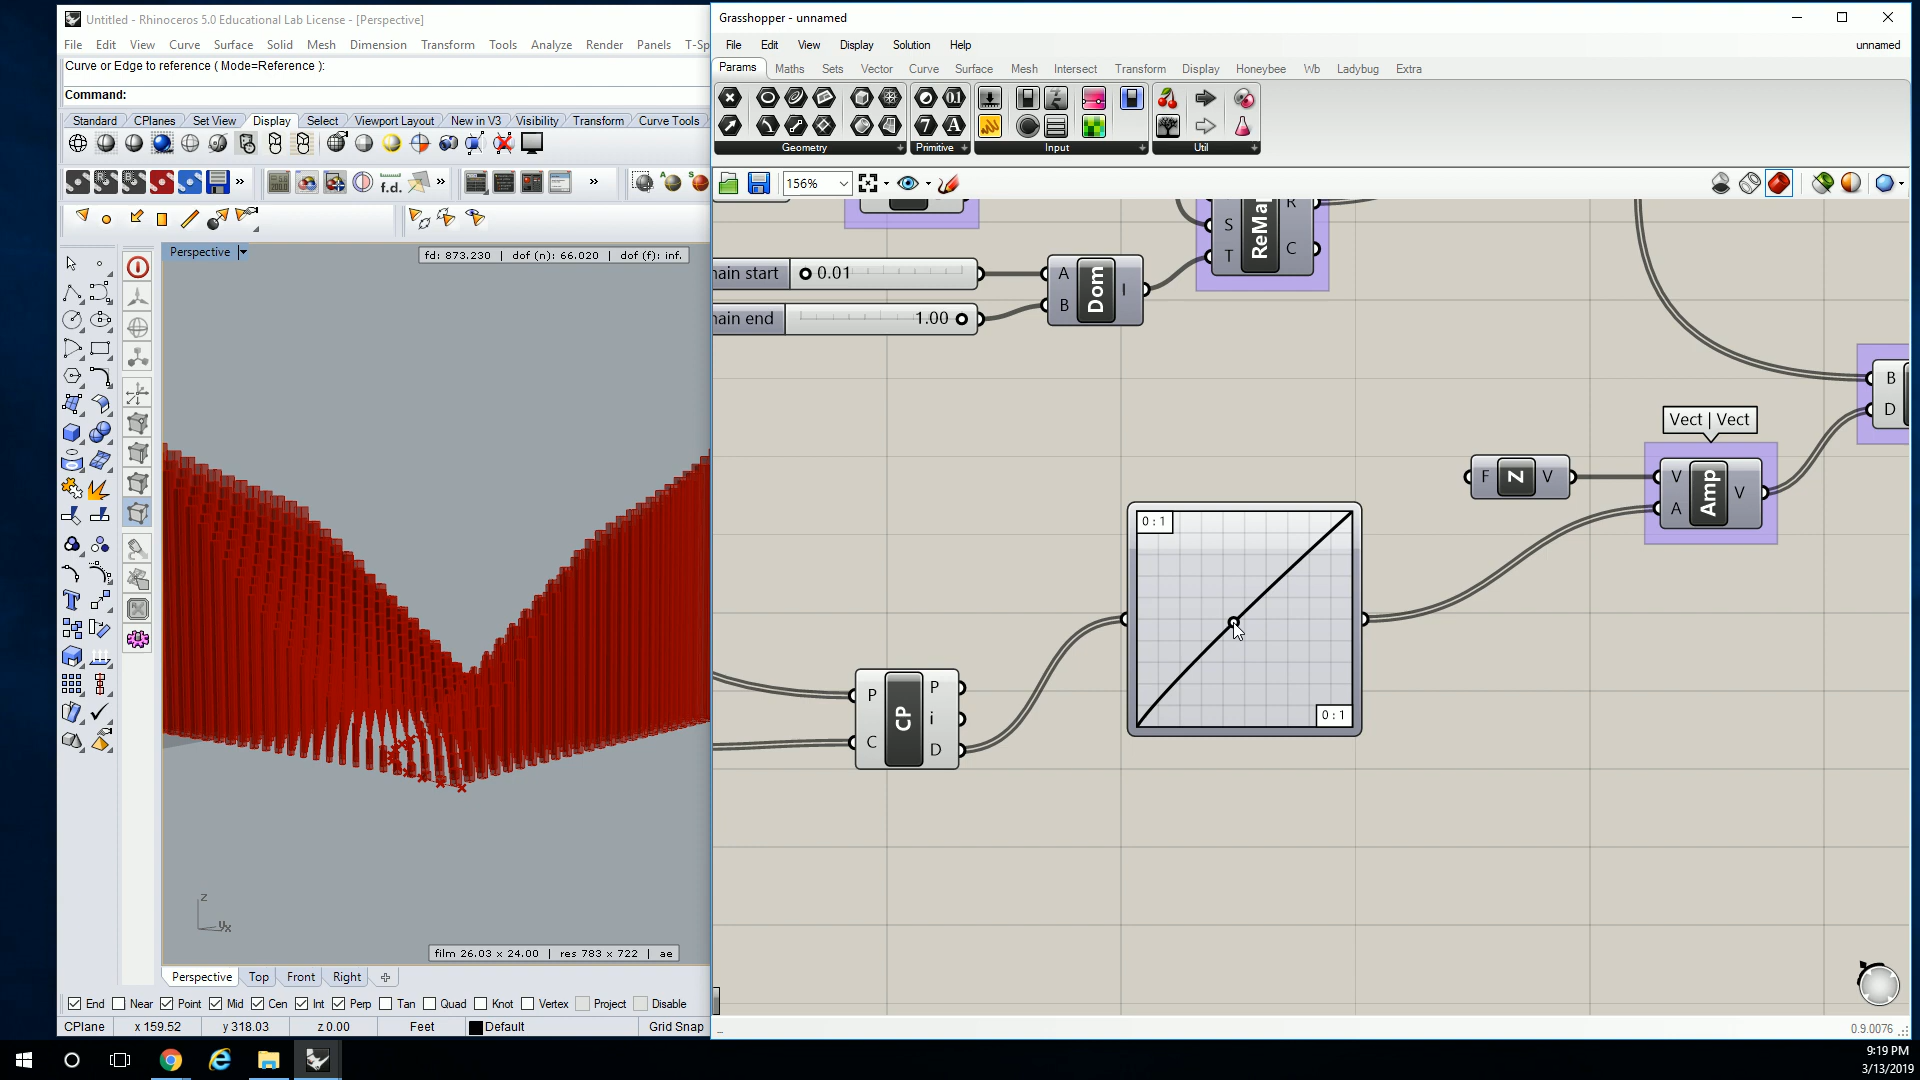 Untitled - Rhinoceros 5.0 Educational Lab License - [Perspective]
File Edit View Curve Surface Solid Mesh Dimension Transform Tools Analyze Render Panels T-Sp
Curve or Edge to reference ( Mode=Reference ):
Command:
Standard CPlanes Set View Display Select Viewport Layout New in V3 Visibility Transform Curve Tools
f.d.
Perspective
fd: 873.230 | dof (n): 66.020 | dof (f): inf.
z
yx
film 26.03 x 24.00 | res 783 x 722 | ae
Perspective Top Front Right
End Near Point Mid Cen Int Perp Tan Quad Knot Vertex Project Disable
CPlane x 159.52 y 318.03 z 0.00 Feet Default Grid Snap
Grasshopper - unnamed
File Edit View Display Solution Help
unnamed
Params Maths Sets Vector Curve Surface Mesh Intersect Transform Display Honeybee Wb Ladybug Extra
Geometry Primitive Input Util
156%
R
S
T
ReMa
C
main start 0.01
main end 1.00
A
B
Dom
I
B
D
Vect | Vect
F Z V
V
A
Amp
V
0 : 1
0 : 1
P
C
CP
P
i
D
0.9.0076
9:19 PM
3/13/2019